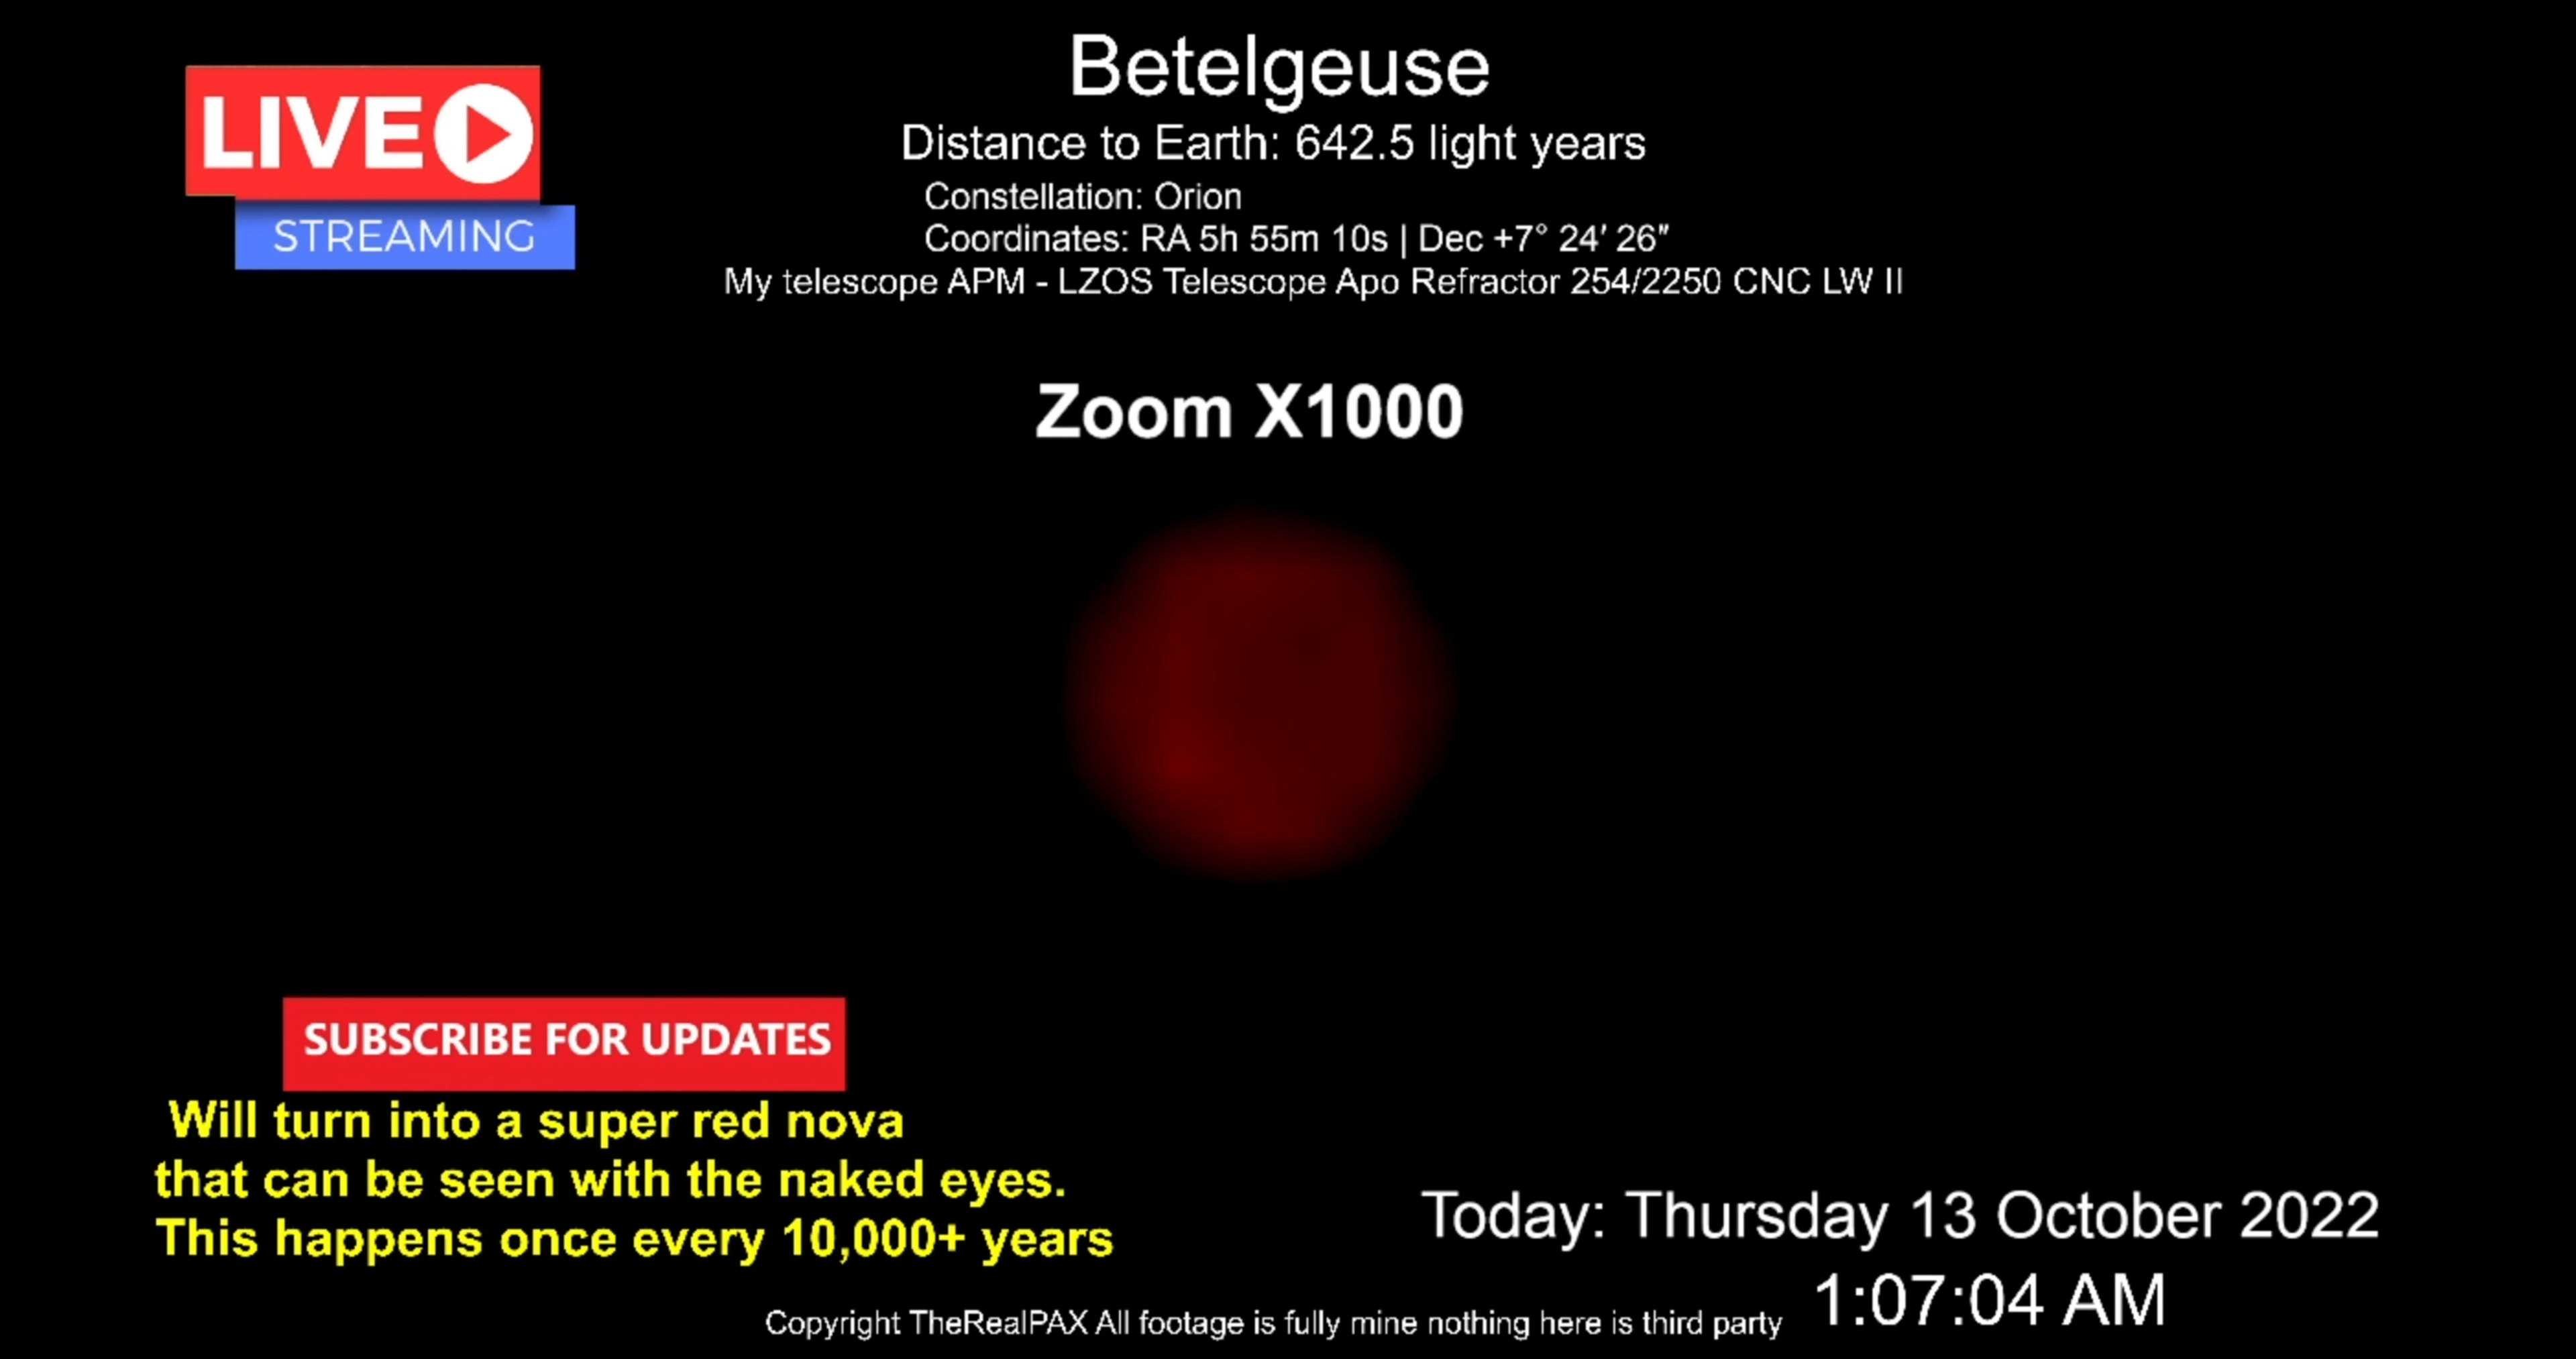 LIVE
STREAMING
Betelgeuse
Distance to Earth: 642.5 light years
Constellation: Orion
Coordinates: RA 5h 55m 10s | Dec +7° 24′ 26″
My telescope APM - LZOS Telescope Apo Refractor 254/2250 CNC LW II
Zoom X1000
SUBSCRIBE FOR UPDATES
Will turn into a super red nova
that can be seen with the naked eyes.
This happens once every 10,000+ years
Today: Thursday 13 October 2022
1:07:04 AM
Copyright TheRealPAX All footage is fully mine nothing here is third party